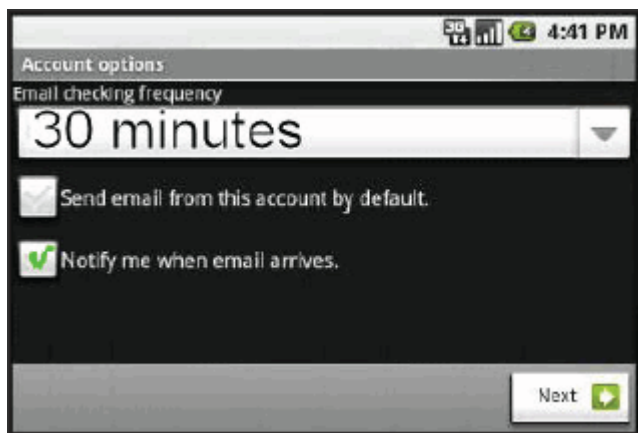 4:41 PM
Account options
Email checking frequency
30 minutes
Send email from this account by default.
Notify me when email arrives.
Next